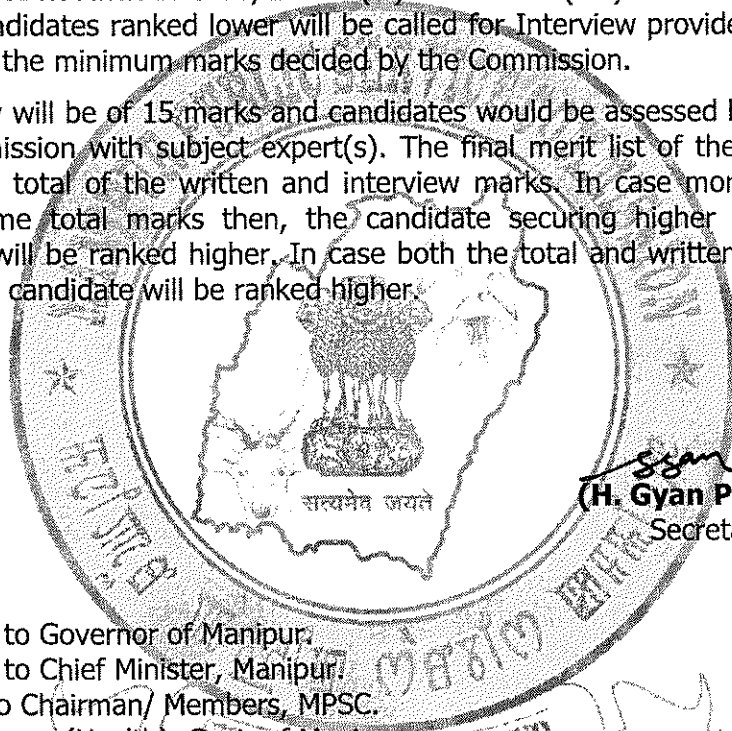 candidates ranked lower will be called for Interview provide
the minimum marks decided by the Commission.
will be of 15 marks and candidates would be assessed
mission with subject expert(s). The final merit list of the
total of the written and interview marks. In case mor
me total marks then, the candidate securing higher
will be ranked higher. In case both the total and written
candidate will be ranked higher.
सत्यमेव जयते
(H. Gyan P
Secret
to Governor of Manipur.
to Chief Minister, Manipur.
o Chairman/ Members, MPSC.